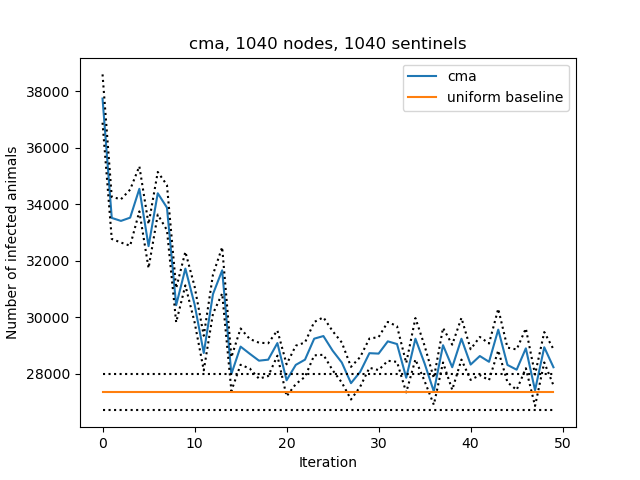 cma, 1040 nodes, 1040 sentinels
cma
uniform baseline
Number of infected animals
38000
36000
34000
32000
30000
28000
0 10 20 30 40 50
Iteration